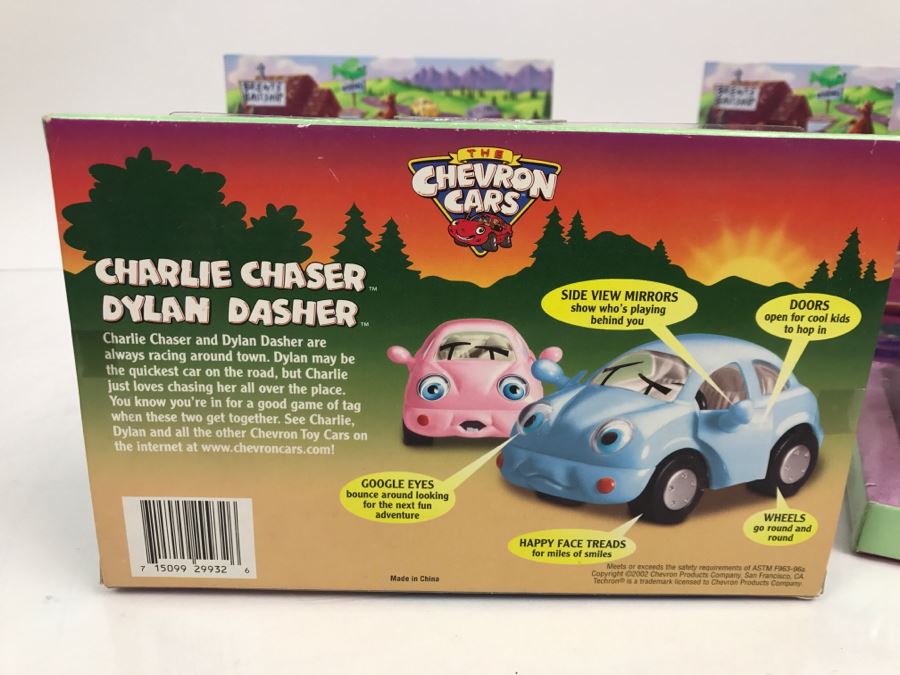 THE
CHEVRON
CARS
CHARLIE CHASER™
DYLAN DASHER™
Charlie Chaser and Dylan Dasher are
always racing around town. Dylan may be
the quickest car on the road, but Charlie
just loves chasing her all over the place.
You know you're in for a good game of tag
when these two get together. See Charlie,
Dylan and all the other Chevron Toy Cars on
the internet at www.chevroncars.com!
SIDE VIEW MIRRORS
show who's playing
behind you
DOORS
open for cool kids
to hop in
GOOGLE EYES
bounce around looking
for the next fun
adventure
HAPPY FACE TREADS
for miles of smiles
WHEELS
go round and
round
7 15099 29932 6
Made in China
Meets or exceeds the safety requirements of ASTM F963-96a
Copyright ©2002 Chevron Products Company, San Francisco, CA
Techron® is a trademark licensed to Chevron Products Company